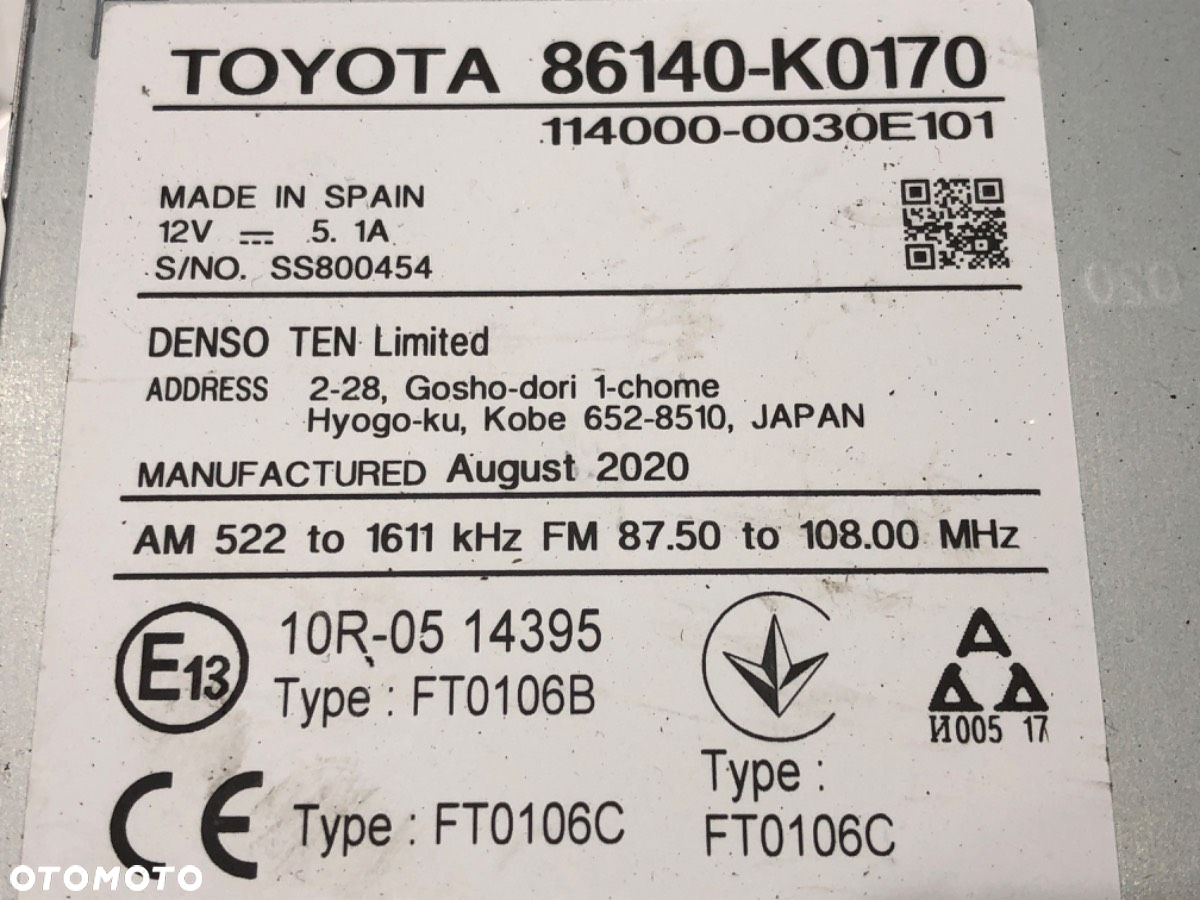 TOYOTA 86140-K0170
114000-0030E101
MADE IN SPAIN
12V ⎓ 5. 1A
S/NO. SS800454
020
DENSO TEN Limited
ADDRESS 2-28, Gosho-dori 1-chome
Hyogo-ku, Kobe 652-8510, JAPAN
MANUFACTURED August 2020
AM 522 to 1611 kHz FM 87.50 to 108.00 MHz
E13 10R-05 14395
Type : FT0106B
И005 17
CE Type : FT0106C
Type :
FT0106C
OTOMOTO